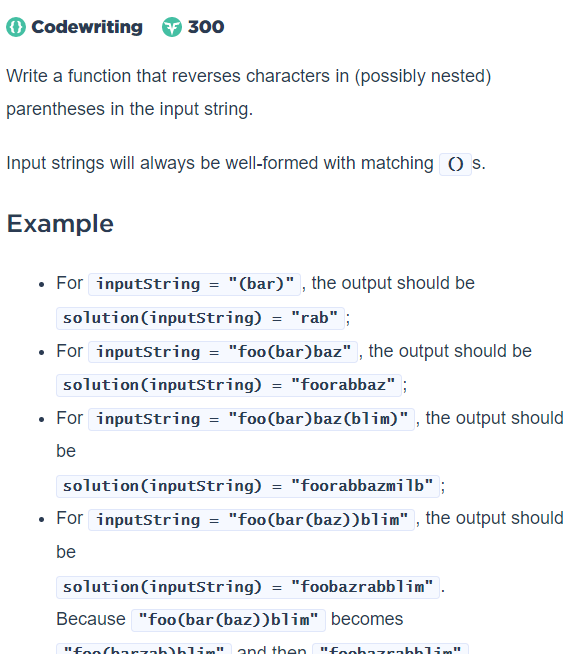 Codewriting 300
Write a function that reverses characters in (possibly nested)
parentheses in the input string.
Input strings will always be well-formed with matching () s.
Example
• For inputString = "(bar)" , the output should be
solution(inputString) = "rab" ;
• For inputString = "foo(bar)baz" , the output should be
solution(inputString) = "foorabbaz" ;
• For inputString = "foo(bar)baz(blim)" , the output should
be
solution(inputString) = "foorabbazmilb" ;
• For inputString = "foo(bar(baz))blim" , the output should
be
solution(inputString) = "foobazrabblim" .
Because "foo(bar(baz))blim" becomes
"foo(barzab)blim" and then "foobazrabblim"